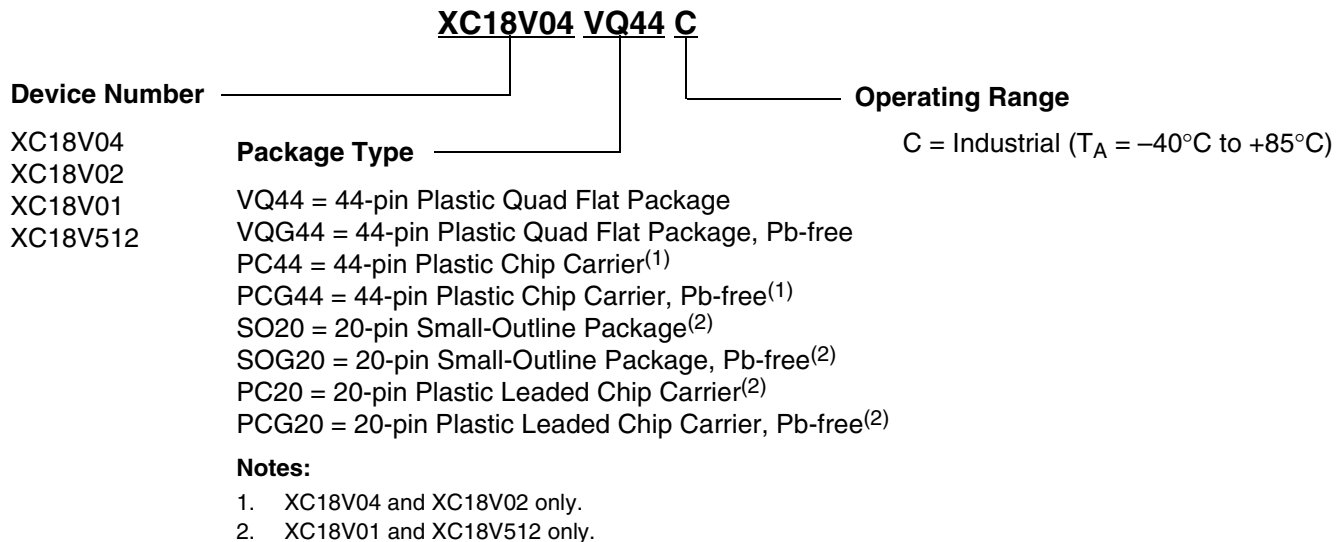 XC18V04 VQ44 C
Device Number
XC18V04
XC18V02
XC18V01
XC18V512
Package Type
VQ44 = 44-pin Plastic Quad Flat Package
VQG44 = 44-pin Plastic Quad Flat Package, Pb-free
PC44 = 44-pin Plastic Chip Carrier(1)
PCG44 = 44-pin Plastic Chip Carrier, Pb-free(1)
SO20 = 20-pin Small-Outline Package(2)
SOG20 = 20-pin Small-Outline Package, Pb-free(2)
PC20 = 20-pin Plastic Leaded Chip Carrier(2)
PCG20 = 20-pin Plastic Leaded Chip Carrier, Pb-free(2)
Notes:
1. XC18V04 and XC18V02 only.
2. XC18V01 and XC18V512 only.
Operating Range
C = Industrial (TA = –40°C to +85°C)